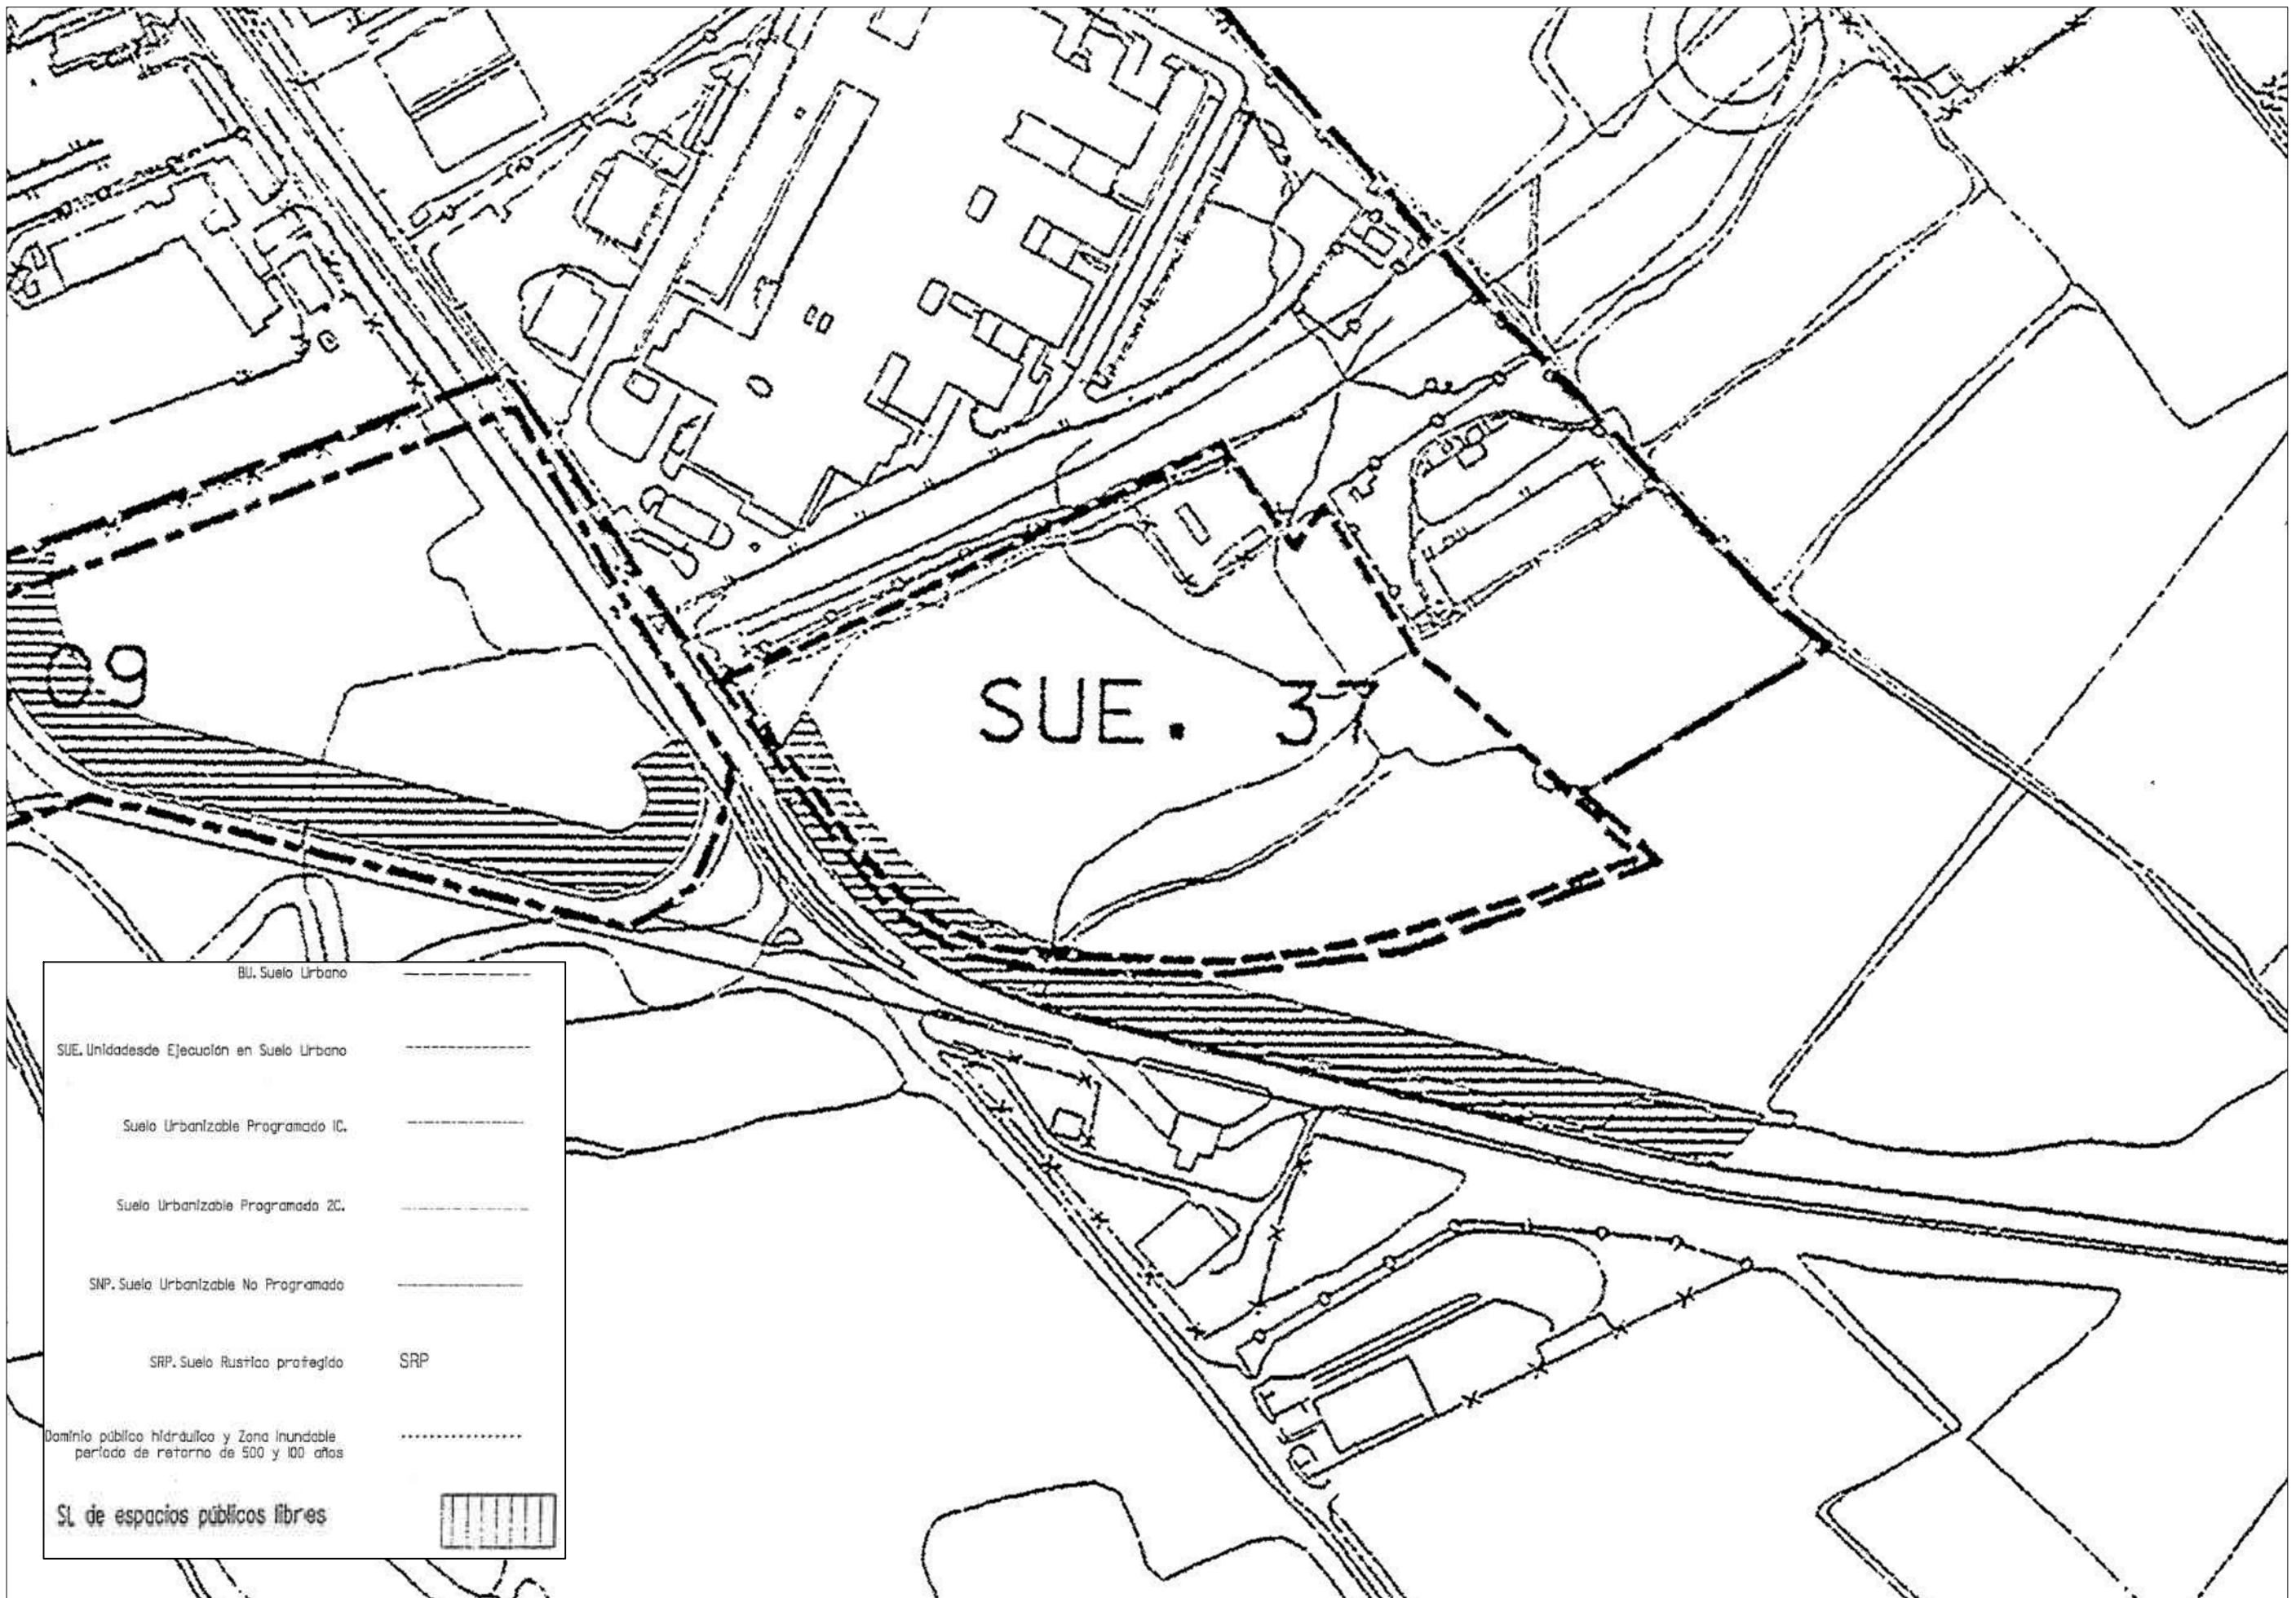 09
SUE. 37
BU. Suelo Urbano
SUE. Unidadesde Ejecución en Suelo Urbano
Suelo Urbanizable Programado 1C.
Suelo Urbanizable Programado 2C.
SNP. Suelo Urbanizable No Programado
SRP. Suelo Rustico protegido SRP
Dominio público hidráulico y Zona Inundable
período de retorno de 500 y 100 años
SL de espacios públicos libres